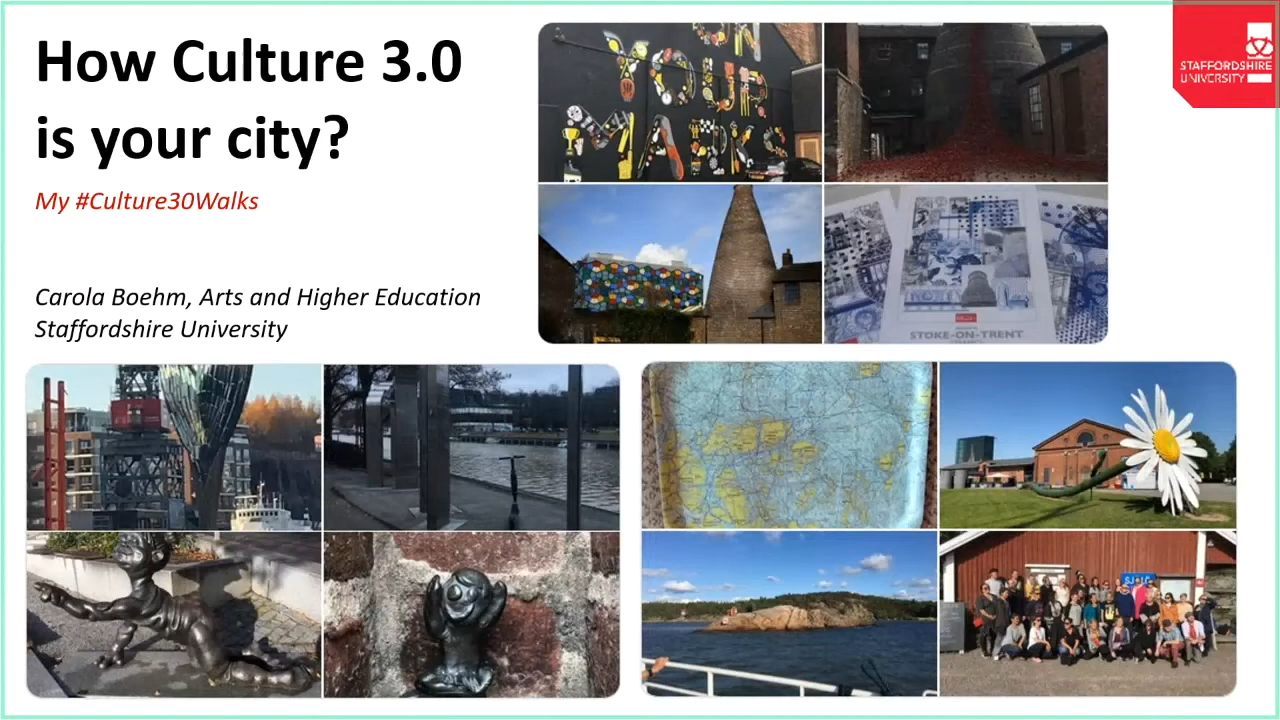 How Culture 3.0
is your city?
My #Culture30Walks
Carola Boehm, Arts and Higher Education
Staffordshire University
STAFFORDSHIRE
UNIVERSITY
ON
YOUR
MARKS
STOKE-ON-TRENT